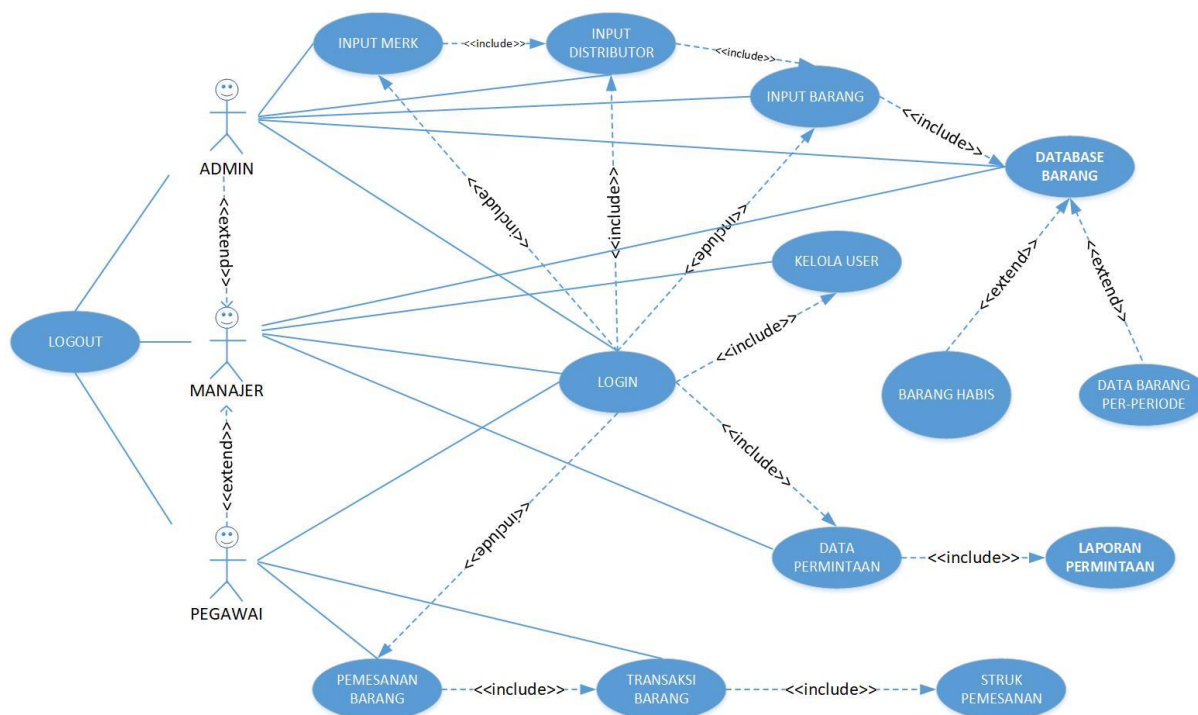 INPUT MERK
<<include>>
INPUT
DISTRIBUTOR
<<include>>
INPUT BARANG
<<include>>
DATABASE
BARANG
ADMIN
<<extend>>
<<include>>
<<include>>
<<include>>
KELOLA USER
<<extend>>
<<extend>>
LOGOUT
MANAJER
<<include>>
LOGIN
BARANG HABIS
DATA BARANG
PER-PERIODE
<<extend>>
<<include>>
<<include>>
DATA
PERMINTAAN
<<include>>
LAPORAN
PERMINTAAN
PEGAWAI
PEMESANAN
BARANG
<<include>>
TRANSAKSI
BARANG
<<include>>
STRUK
PEMESANAN